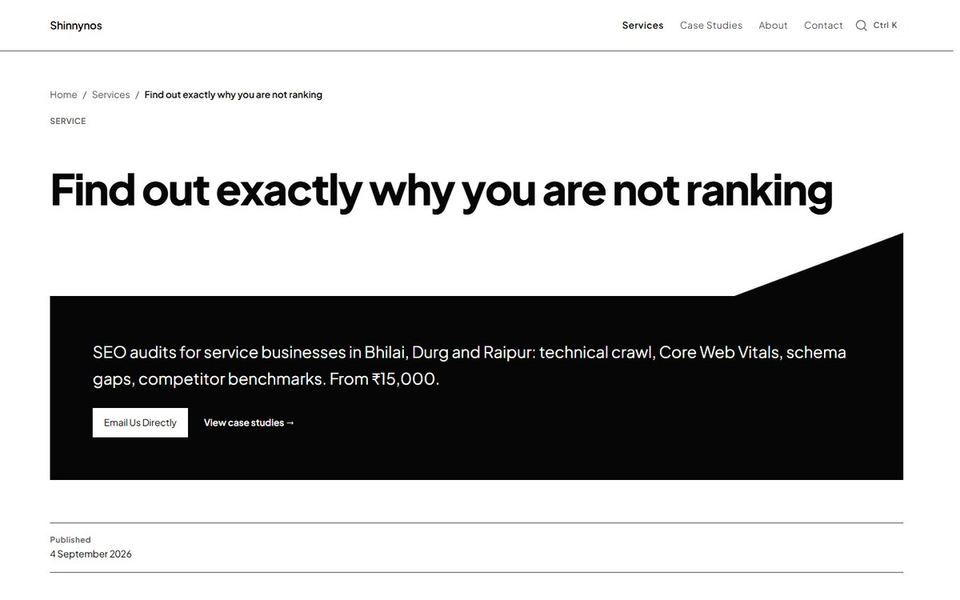 Shinnynos
Services Case Studies About Contact Ctrl K
Home / Services / Find out exactly why you are not ranking
SERVICE
Find out exactly why you are not ranking
SEO audits for service businesses in Bhilai, Durg and Raipur: technical crawl, Core Web Vitals, schema
gaps, competitor benchmarks. From ₹15,000.
Email Us Directly View case studies →
Published
4 September 2026